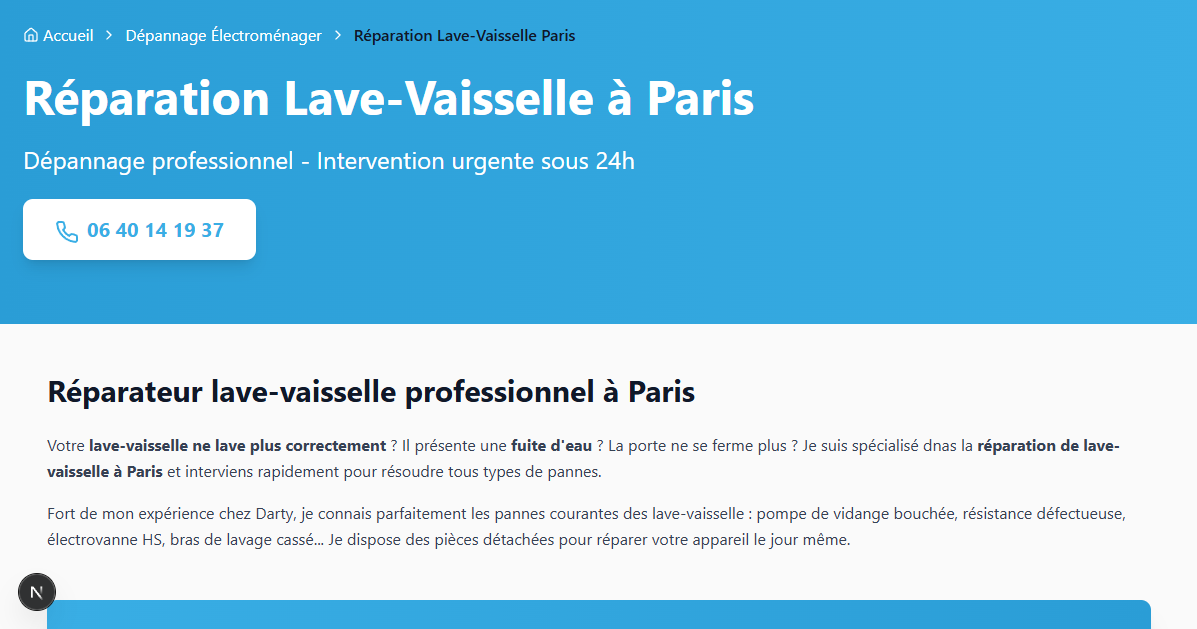 Accueil > Dépannage Électroménager > Réparation Lave-Vaisselle Paris
Réparation Lave-Vaisselle à Paris
Dépannage professionnel - Intervention urgente sous 24h
06 40 14 19 37
Réparateur lave-vaisselle professionnel à Paris
Votre lave-vaisselle ne lave plus correctement ? Il présente une fuite d'eau ? La porte ne se ferme plus ? Je suis spécialisé dnas la réparation de lave-
vaisselle à Paris et interviens rapidement pour résoudre tous types de pannes.
Fort de mon expérience chez Darty, je connais parfaitement les pannes courantes des lave-vaisselle : pompe de vidange bouchée, résistance défectueuse,
électrovanne HS, bras de lavage cassé... Je dispose des pièces détachées pour réparer votre appareil le jour même.
N